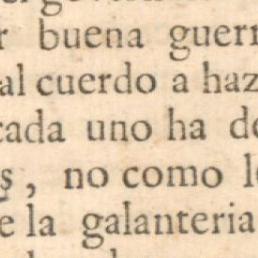 r buena guerr
al cuerdo a haz
cada uno ha d
s, no como l
e la galanteria